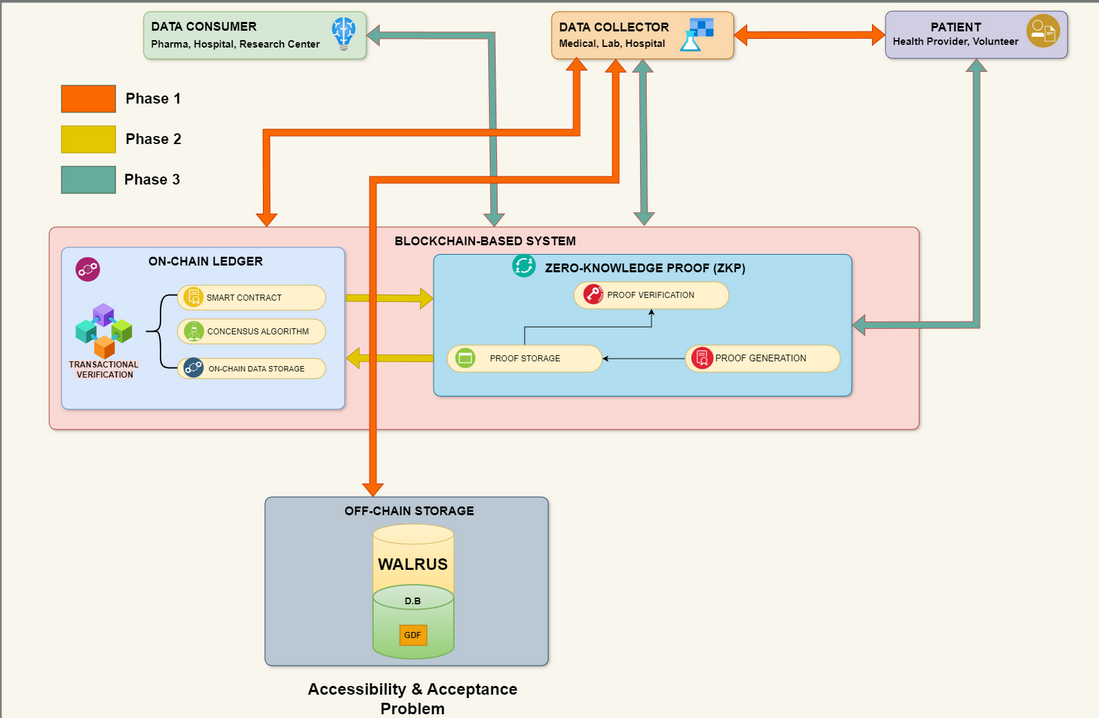 DATA CONSUMER
Pharma, Hospital, Research Center
DATA COLLECTOR
Medical, Lab, Hospital
PATIENT
Health Provider, Volunteer
Phase 1
Phase 2
Phase 3
BLOCKCHAIN-BASED SYSTEM
ON-CHAIN LEDGER
SMART CONTRACT
CONCENSUS ALGORITHM
ON-CHAIN DATA STORAGE
TRANSACTIONAL
VERIFICATION
ZERO-KNOWLEDGE PROOF (ZKP)
PROOF VERIFICATION
PROOF STORAGE
PROOF GENERATION
OFF-CHAIN STORAGE
WALRUS
D.B
GDF
Accessibility & Acceptance
Problem